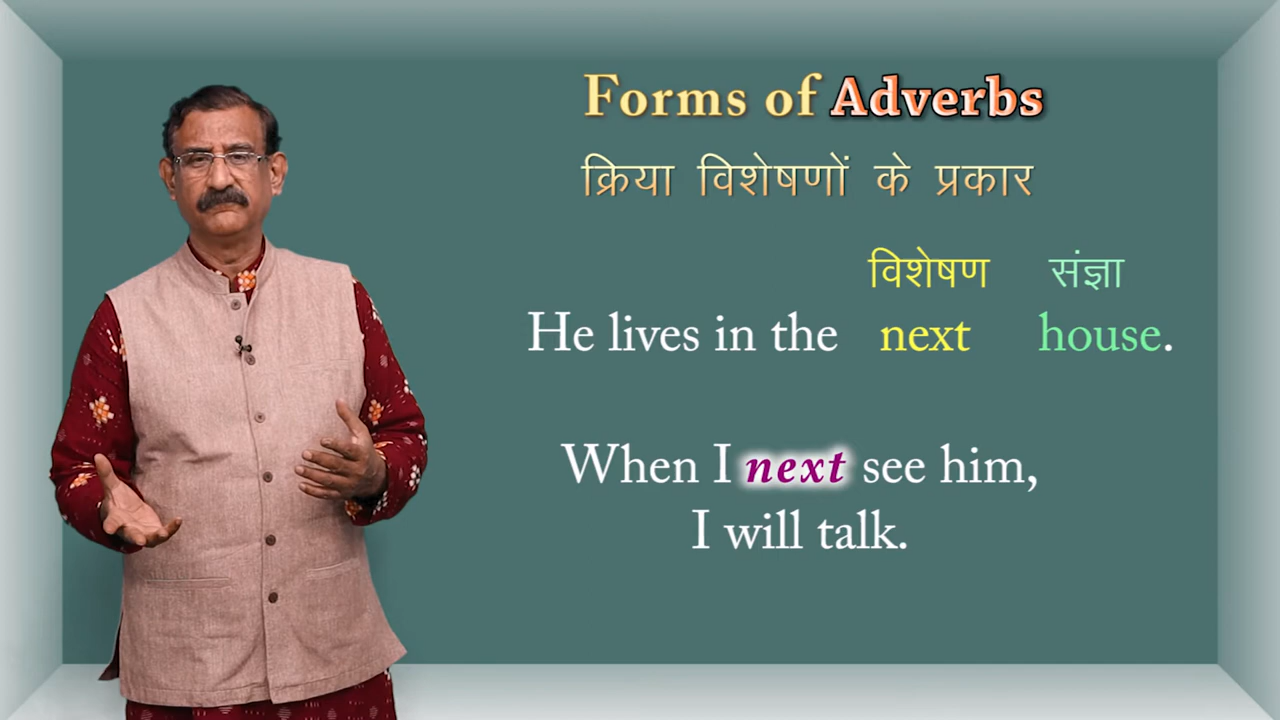 Forms of Adverbs
क्रिया विशेषणों के प्रकार
विशेषण संज्ञा
He lives in the next house.
When I next see him,
I will talk.